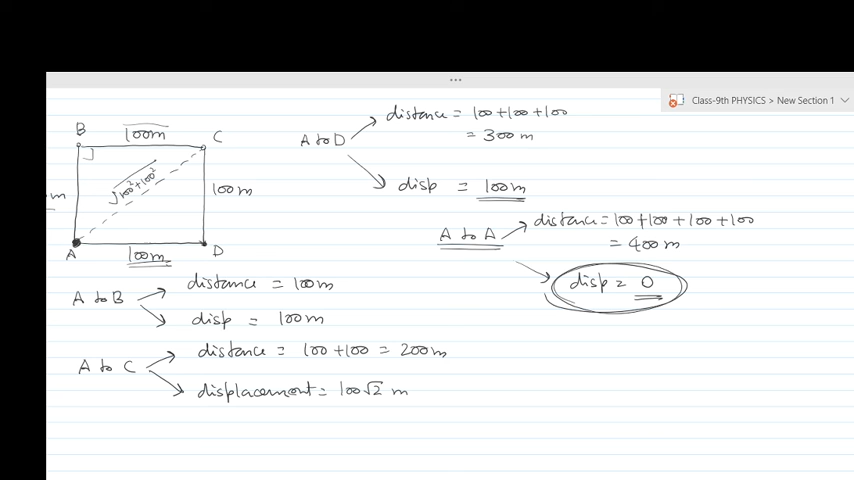 Class-9th PHYSICS > New Section 1
B
100m
C
m
√100²+100²
100m
A
100m
D
A to B
distance = 100m
disp = 100m
A to C
distance = 100+100 = 200m
displacement = 100√2 m
A to D
distance = 100+100+100
= 300m
disp = 100m
A to A
distance = 100+100+100+100
= 400m
disp = 0